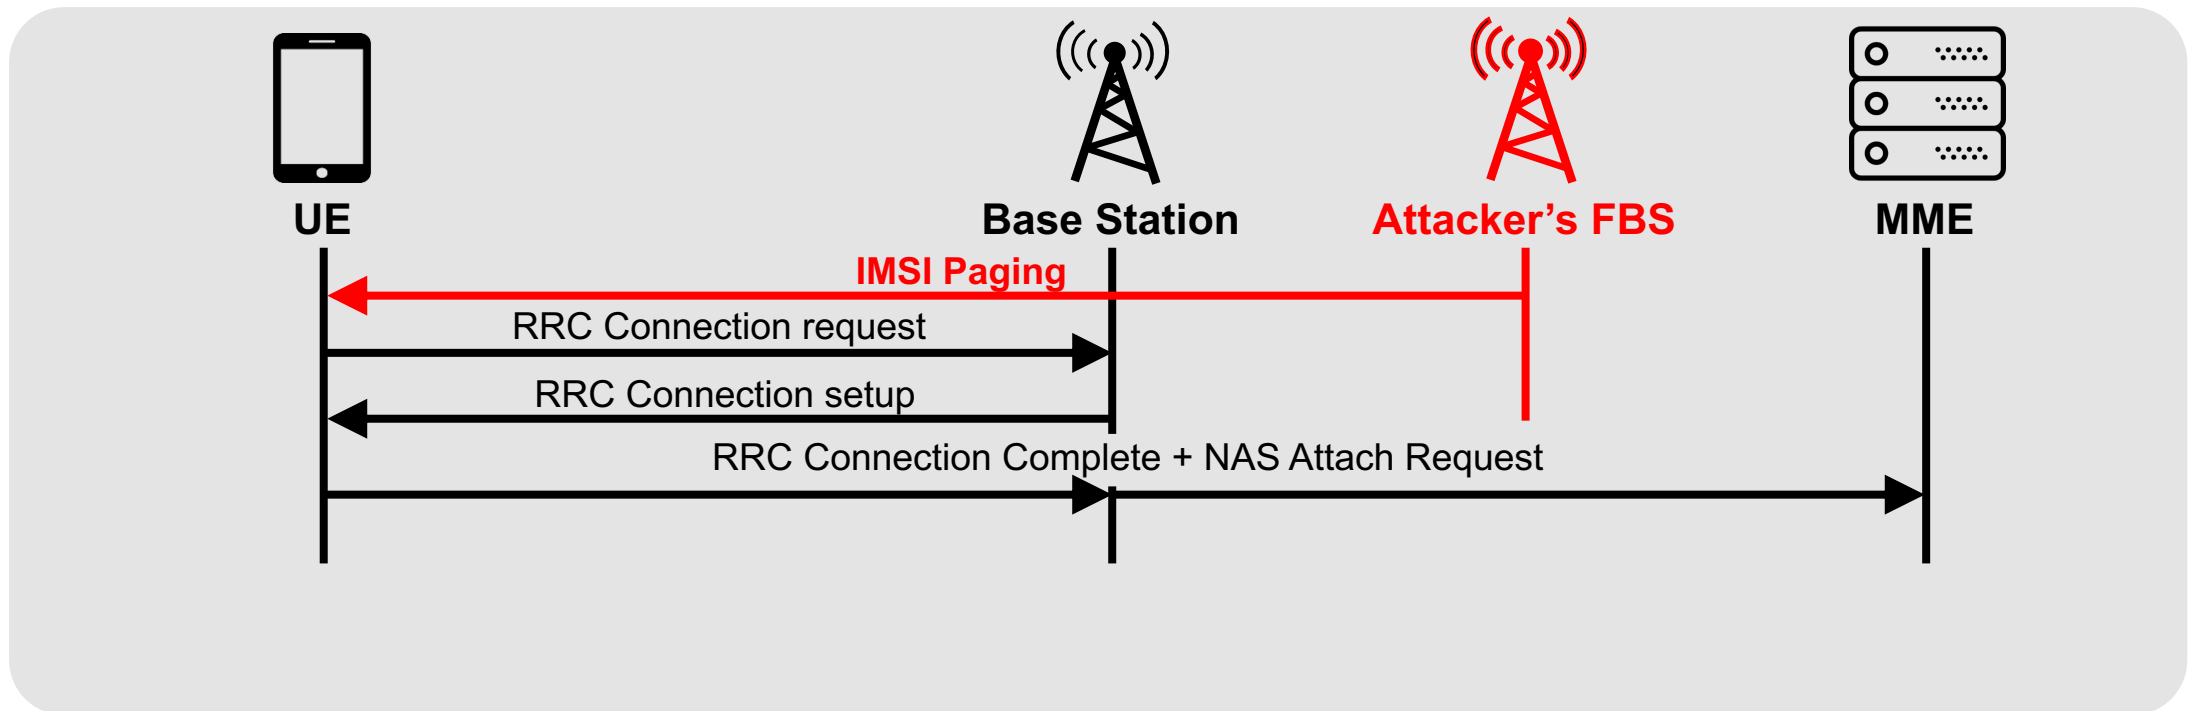 UE
Base Station
Attacker’s FBS
MME
IMSI Paging
RRC Connection request
RRC Connection setup
RRC Connection Complete + NAS Attach Request